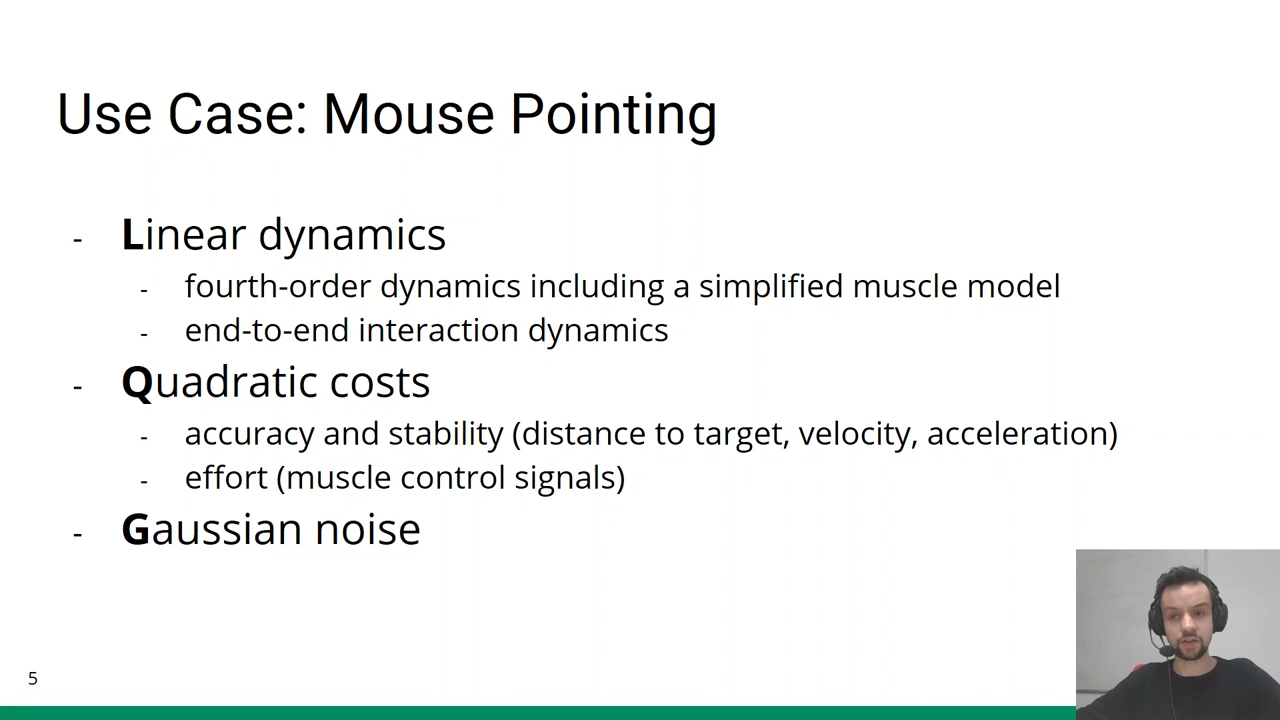 Use Case: Mouse Pointing
- Linear dynamics
- fourth-order dynamics including a simplified muscle model
- end-to-end interaction dynamics
- Quadratic costs
- accuracy and stability (distance to target, velocity, acceleration)
- effort (muscle control signals)
- Gaussian noise
5